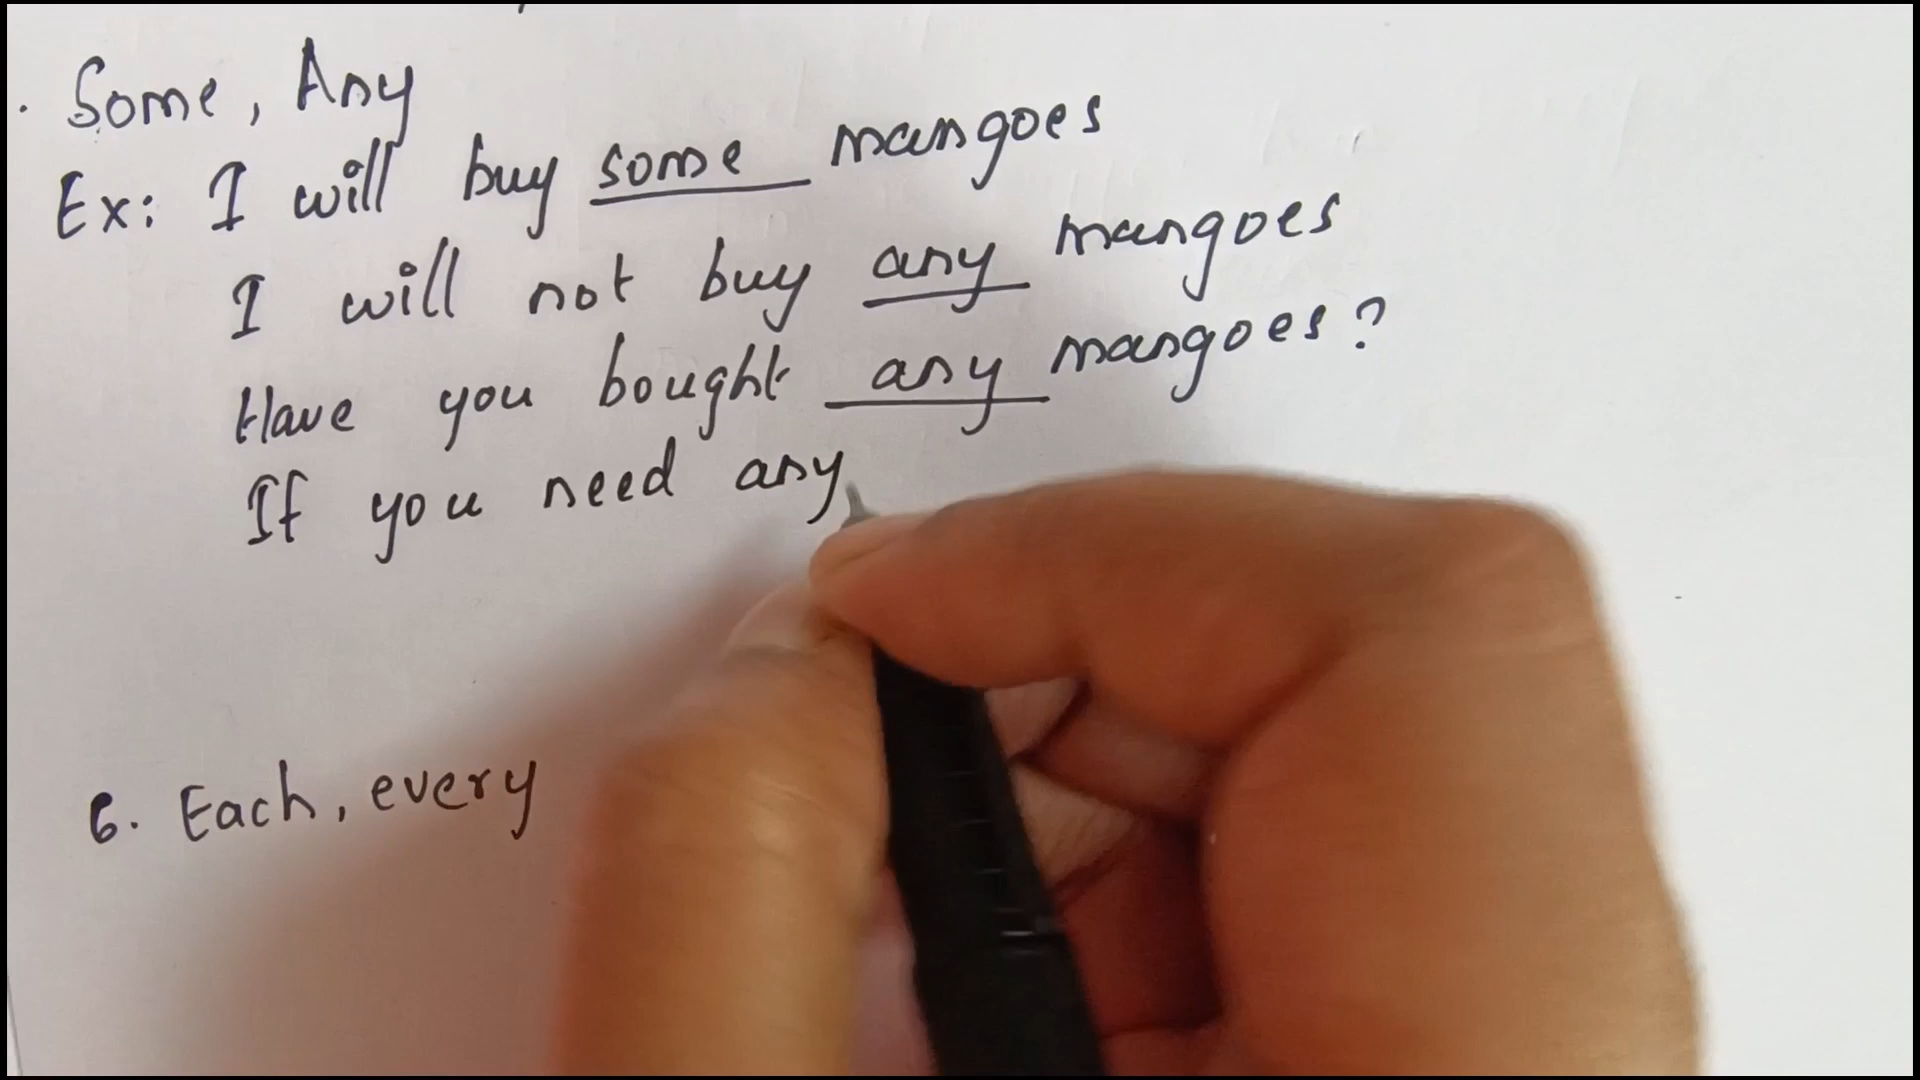 . Some, Any
Ex: I will buy some mangoes
I will not buy any mangoes
Have you bought any mangoes?
If you need any
6. Each, every